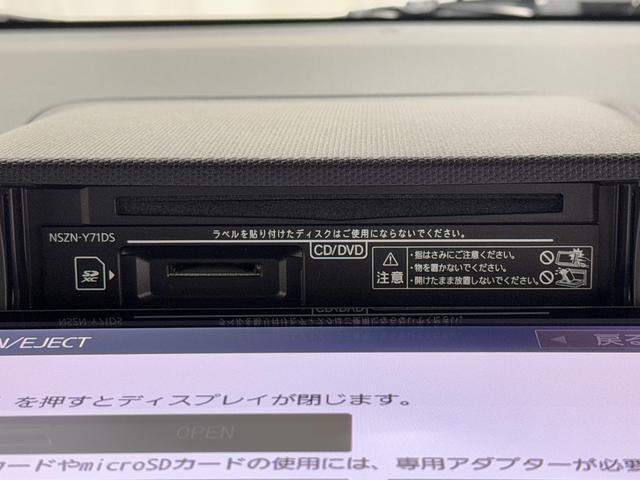 ラベルを貼り付けたディスクはご使用にならないでください。
NSZN-Y71DS
CD/DVD
SD
XC
注意
・指はさみにご注意ください。
・物を置かないでください。
・開けたまま放置しないでください。
N/EJECT
戻る
を押すとディスプレイが閉じます。
OPEN
カードやmicroSDカードの使用には、専用アダプターが必要